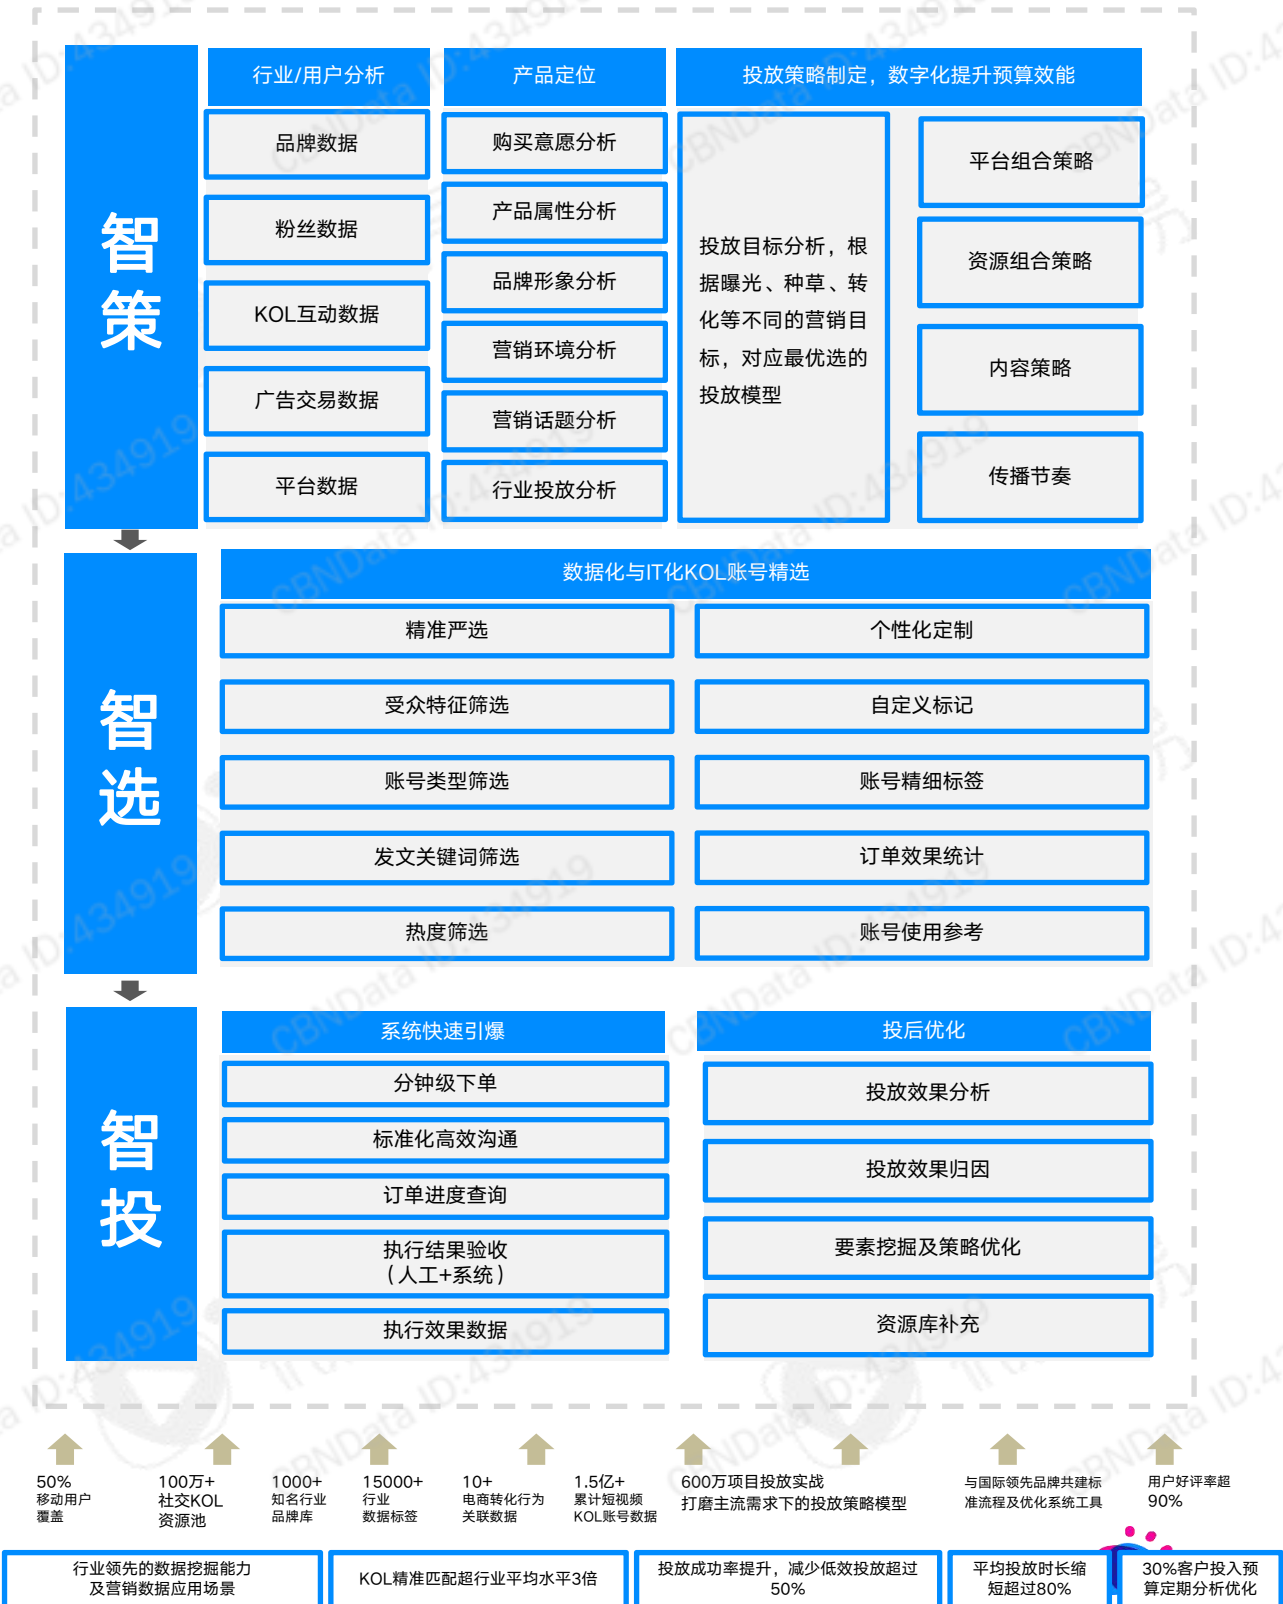 智
策
行业/用户分析
品牌数据
粉丝数据
KOL互动数据
广告交易数据
平台数据
产品定位
购买意愿分析
产品属性分析
品牌形象分析
营销环境分析
营销话题分析
行业投放分析
投放策略制定，数字化提升预算效能
投放目标分析，根
据曝光、种草、转
化等不同的营销目
标，对应最优选的
投放模型
平台组合策略
资源组合策略
内容策略
传播节奏
智
选
数据化与IT化KOL账号精选
精准严选
个性化定制
受众特征筛选
自定义标记
账号类型筛选
账号精细标签
发文关键词筛选
订单效果统计
热度筛选
账号使用参考
智
投
系统快速引爆
分钟级下单
标准化高效沟通
订单进度查询
执行结果验收
（人工+系统）
执行效果数据
投后优化
投放效果分析
投放效果归因
要素挖掘及策略优化
资源库补充
50%
移动用户
覆盖
100万+
社交KOL
资源池
1000+
知名行业
品牌库
15000+
行业
数据标签
10+
电商转化行为
关联数据
1.5亿+
累计短视频
KOL账号数据
600万项目投放实战
打磨主流需求下的投放策略模型
与国际领先品牌共建标
准流程及优化系统工具
用户好评率超
90%
行业领先的数据挖掘能力
及营销数据应用场景
KOL精准匹配超行业平均水平3倍
投放成功率提升，减少低效投放超过
50%
平均投放时长缩
短超过80%
30%客户投入预
算定期分析优化
CBNData ID:434919